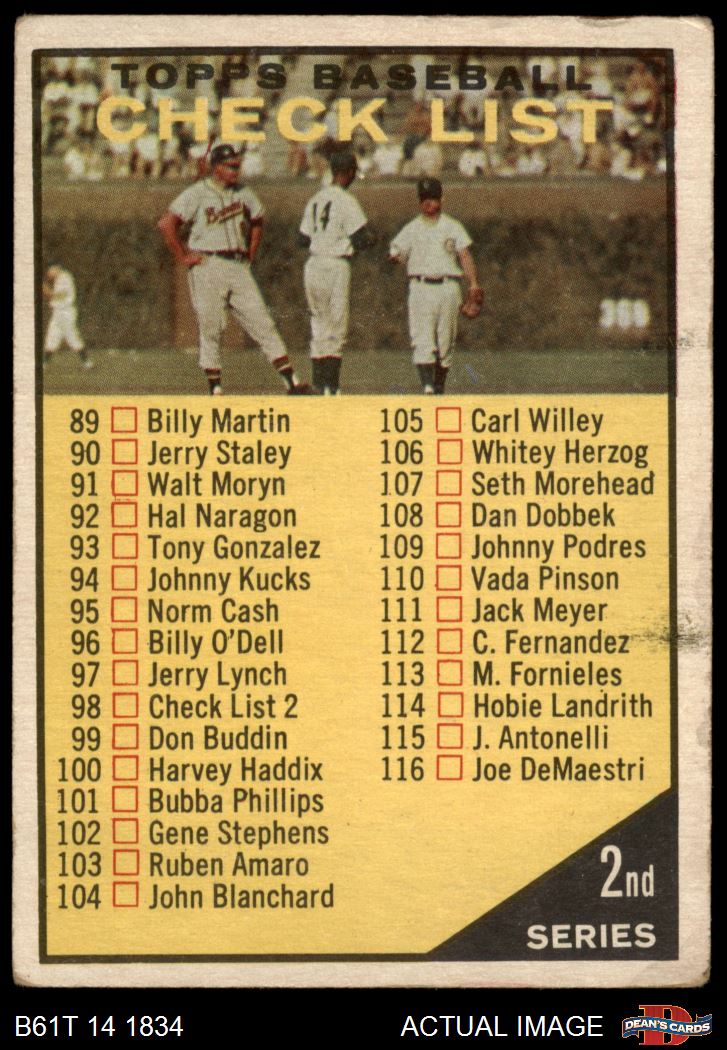 TOPPS BASEBALL
CHECK LIST
Braves
14
C
368
89 Billy Martin
90 Jerry Staley
91 Walt Moryn
92 Hal Naragon
93 Tony Gonzalez
94 Johnny Kucks
95 Norm Cash
96 Billy O'Dell
97 Jerry Lynch
98 Check List 2
99 Don Buddin
100 Harvey Haddix
101 Bubba Phillips
102 Gene Stephens
103 Ruben Amaro
104 John Blanchard
105 Carl Willey
106 Whitey Herzog
107 Seth Morehead
108 Dan Dobbek
109 Johnny Podres
110 Vada Pinson
111 Jack Meyer
112 C. Fernandez
113 M. Fornieles
114 Hobie Landrith
115 J. Antonelli
116 Joe DeMaestri
2nd
SERIES
B61T 14 1834
ACTUAL IMAGE
D
DEAN'S CARDS